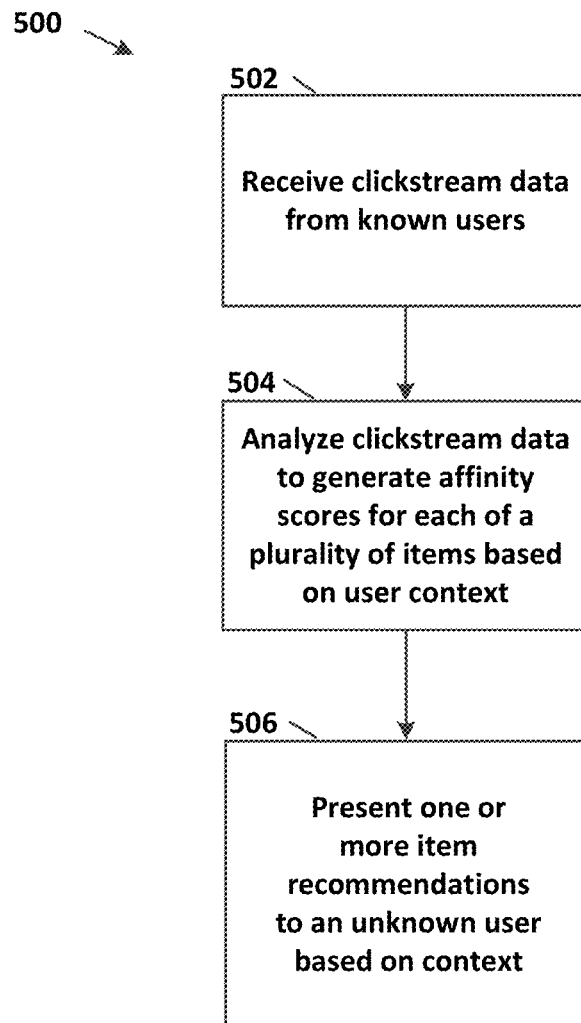 500
502
Receive clickstream data
from known users
504
Analyze clickstream data
to generate affinity
scores for each of a
plurality of items based
on user context
506
Present one or
more item
recommendations
to an unknown user
based on context